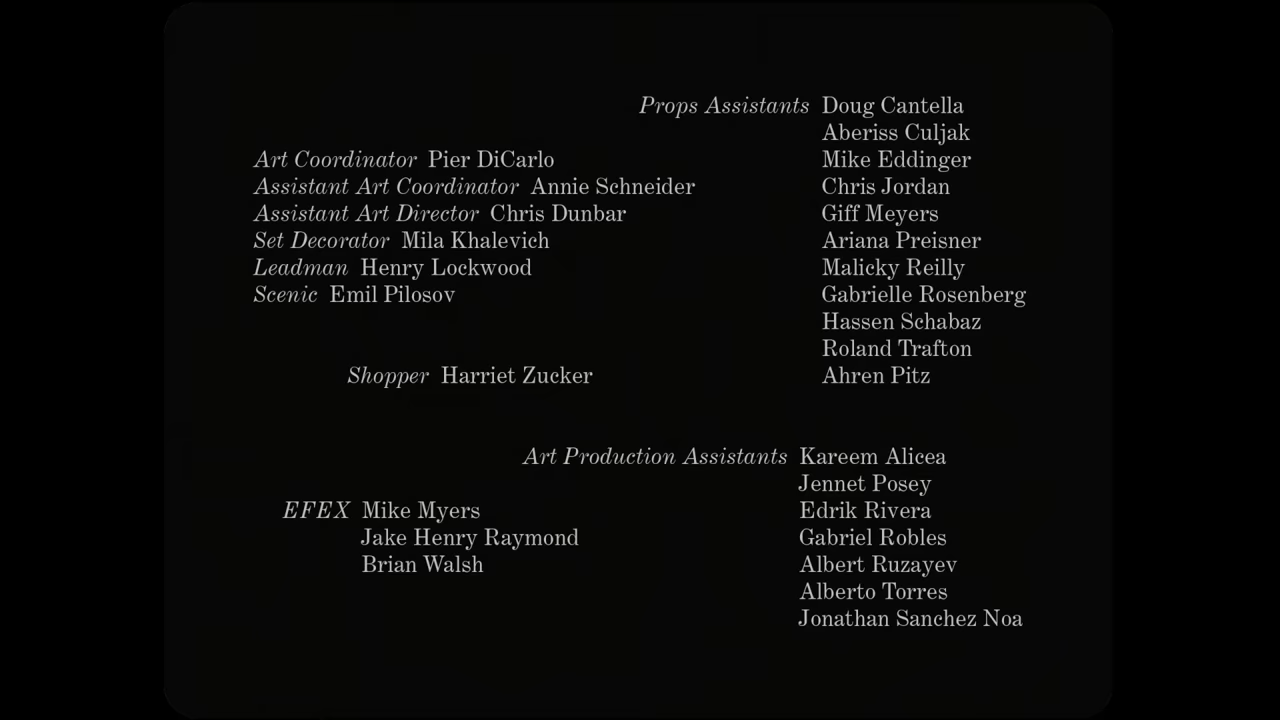 Props Assistants Doug Cantella
Aberiss Culjak
Art Coordinator Pier DiCarlo
Mike Eddinger
Assistant Art Coordinator Annie Schneider
Chris Jordan
Assistant Art Director Chris Dunbar
Giff Meyers
Set Decorator Mila Khalevich
Ariana Preisner
Leadman Henry Lockwood
Malicky Reilly
Scenic Emil Pilosov
Gabrielle Rosenberg
Hassen Schabaz
Roland Trafton
Shopper Harriet Zucker
Ahren Pitz
Art Production Assistants Kareem Alicea
Jennet Posey
EFEX Mike Myers
Edrik Rivera
Jake Henry Raymond
Gabriel Robles
Brian Walsh
Albert Ruzayev
Alberto Torres
Jonathan Sanchez Noa